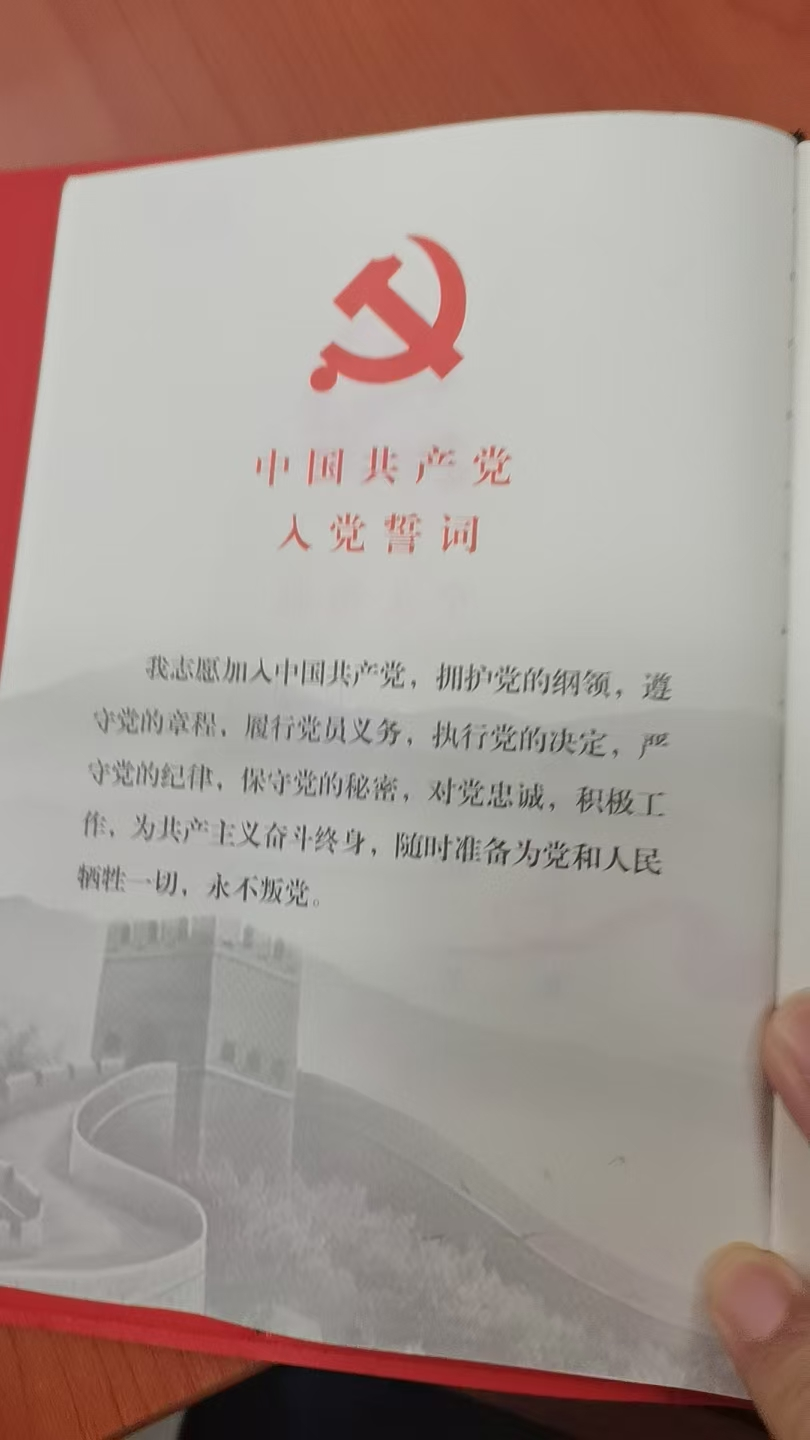 中国共产党
入党誓词
我志愿加入中国共产党，拥护党的纲领，遵
守党的章程，履行党员义务，执行党的决定，严
守党的纪律，保守党的秘密，对党忠诚，积极工
作，为共产主义奋斗终身，随时准备为党和人民
牺牲一切，永不叛党。